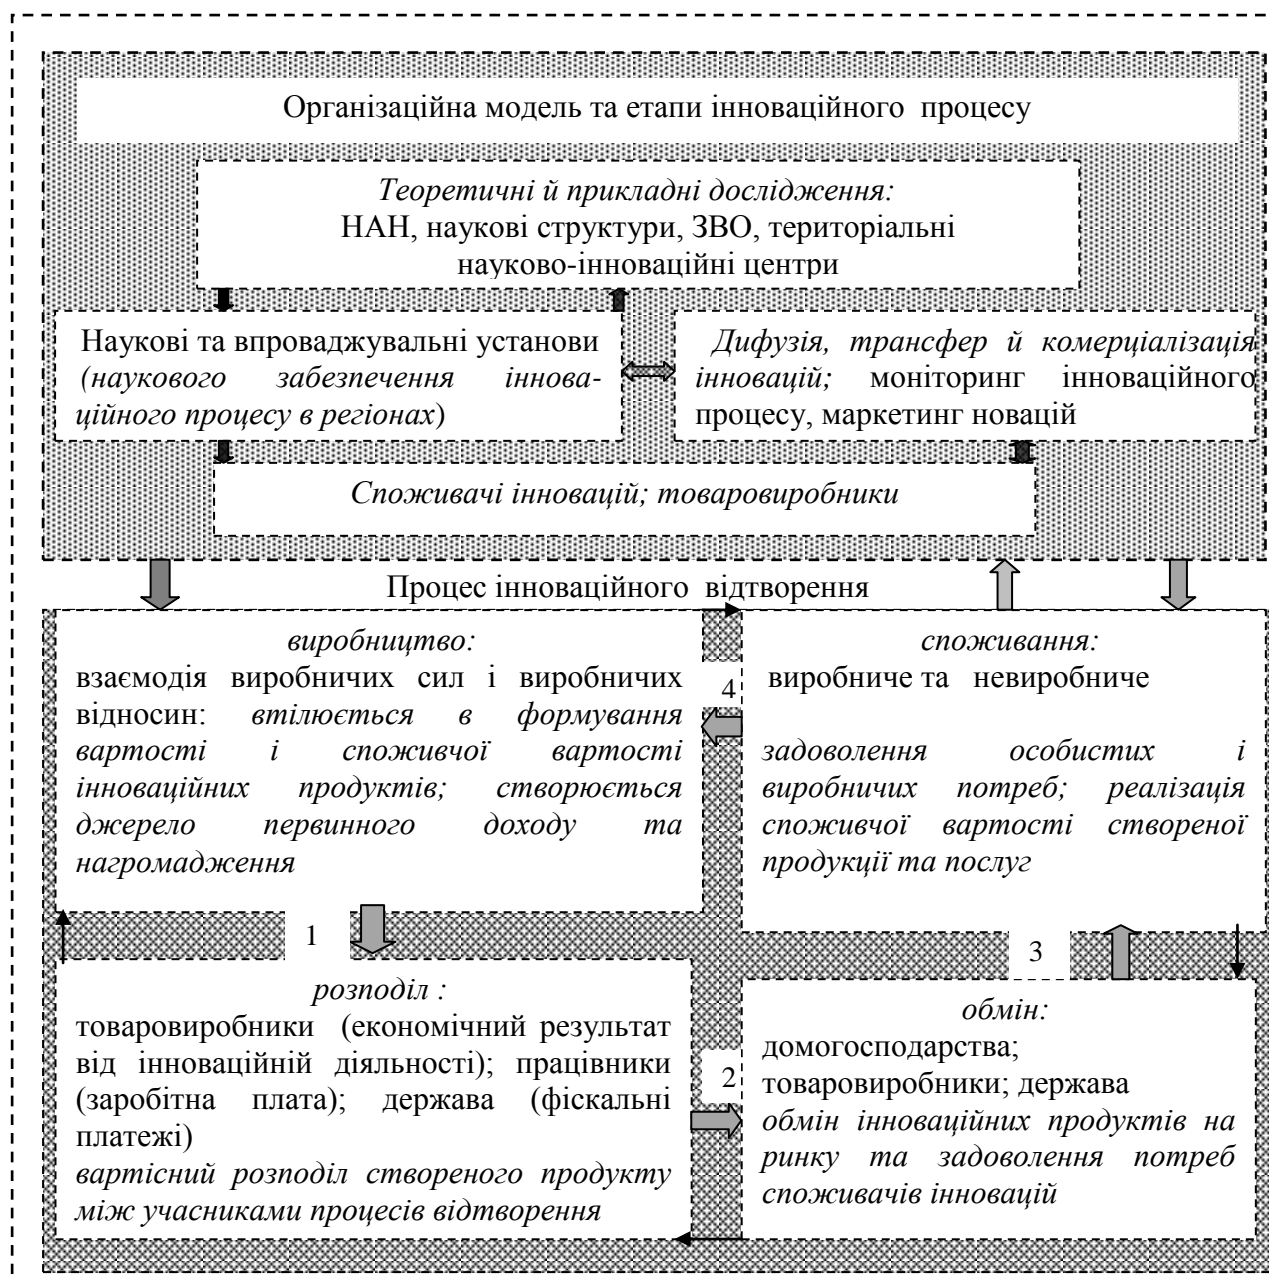 Організаційна модель та етапи інноваційного процесу
Теоретичні й прикладні дослідження:
НАН, наукові структури, ЗВО, територіальні
науково-інноваційні центри
Наукові та впроваджувальні установи
(наукового забезпечення іннова-
ційного процесу в регіонах)
Дифузія, трансфер й комерціалізація
інновацій; моніторинг інноваційного
процесу, маркетинг новацій
Споживачі інновацій; товаровиробники
Процес інноваційного відтворення
виробництво:
взаємодія виробничих сил і виробничих
відносин: втілюється в формування
вартості і споживчої вартості
інноваційних продуктів; створюється
джерело первинного доходу та
нагромадження
4
споживання:
виробниче та невиробниче
задоволення особистих і
виробничих потреб; реалізація
споживчої вартості створеної
продукції та послуг
1
3
розподіл :
товаровиробники (економічний результат
від інноваційній діяльності); працівники
(заробітна плата); держава (фіскальні
платежі)
вартісний розподіл створеного продукту
між учасниками процесів відтворення
2
обмін:
домогосподарства;
товаровиробники; держава
обмін інноваційних продуктів на
ринку та задоволення потреб
споживачів інновацій